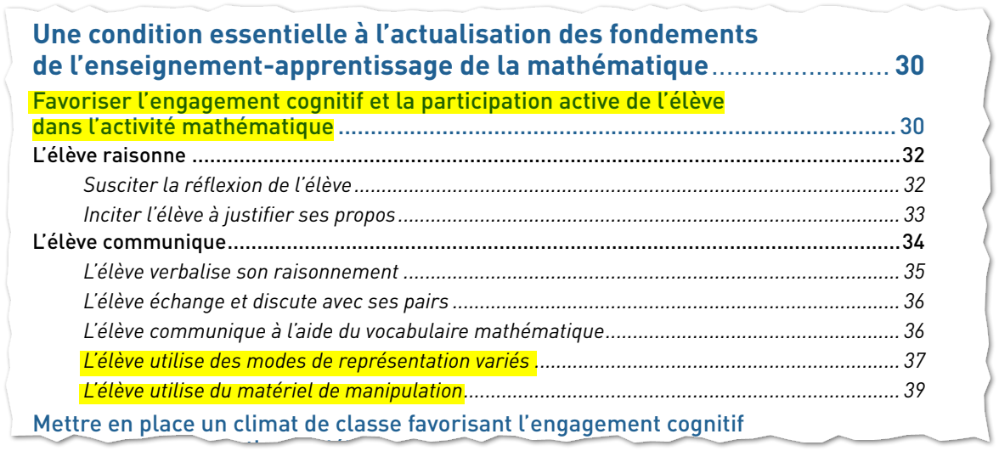 Une condition essentielle à l’actualisation des fondements
de l’enseignement-apprentissage de la mathématique....................... 30
Favoriser l’engagement cognitif et la participation active de l’élève
dans l’activité mathématique........................................................................... 30
L’élève raisonne ..........................................................................................32
Susciter la réflexion de l’élève.................................................................... 32
Inciter l’élève à justifier ses propos............................................................. 33
L’élève communique.....................................................................................34
L’élève verbalise son raisonnement ............................................................ 35
L’élève échange et discute avec ses pairs .................................................... 36
L’élève communique à l’aide du vocabulaire mathématique......................... 36
L’élève utilise des modes de représentation variés ..................................... 37
L’élève utilise du matériel de manipulation.................................................. 39
Mettre en place un climat de classe favorisant l’engagement cognitif